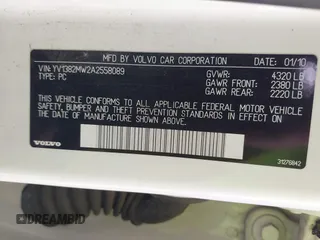 MFD BY VOLVO CAR CORPORATION DATE: 01/10
VIN: YV1382MW2A2558089 GVWR: 4320 LB
TYPE: PC GAWR FRONT: 2380 LB
GAWR REAR: 2220 LB
THIS VEHICLE CONFORMS TO ALL APPLICABLE FEDERAL MOTOR VEHICLE
SAFETY, BUMPER AND THEFT PREVENTION STANDARDS IN EFFECT ON THE
DATE OF MANUFACTURE SHOWN ABOVE.
VOLVO
31276842
DREAMBID